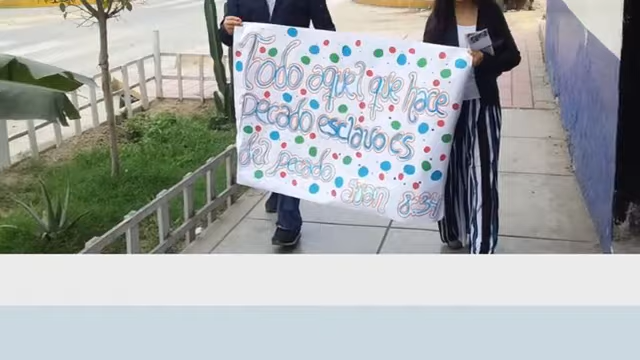 Todo aquel que hace
pecado esclavo es
del pecado Juan 8-34